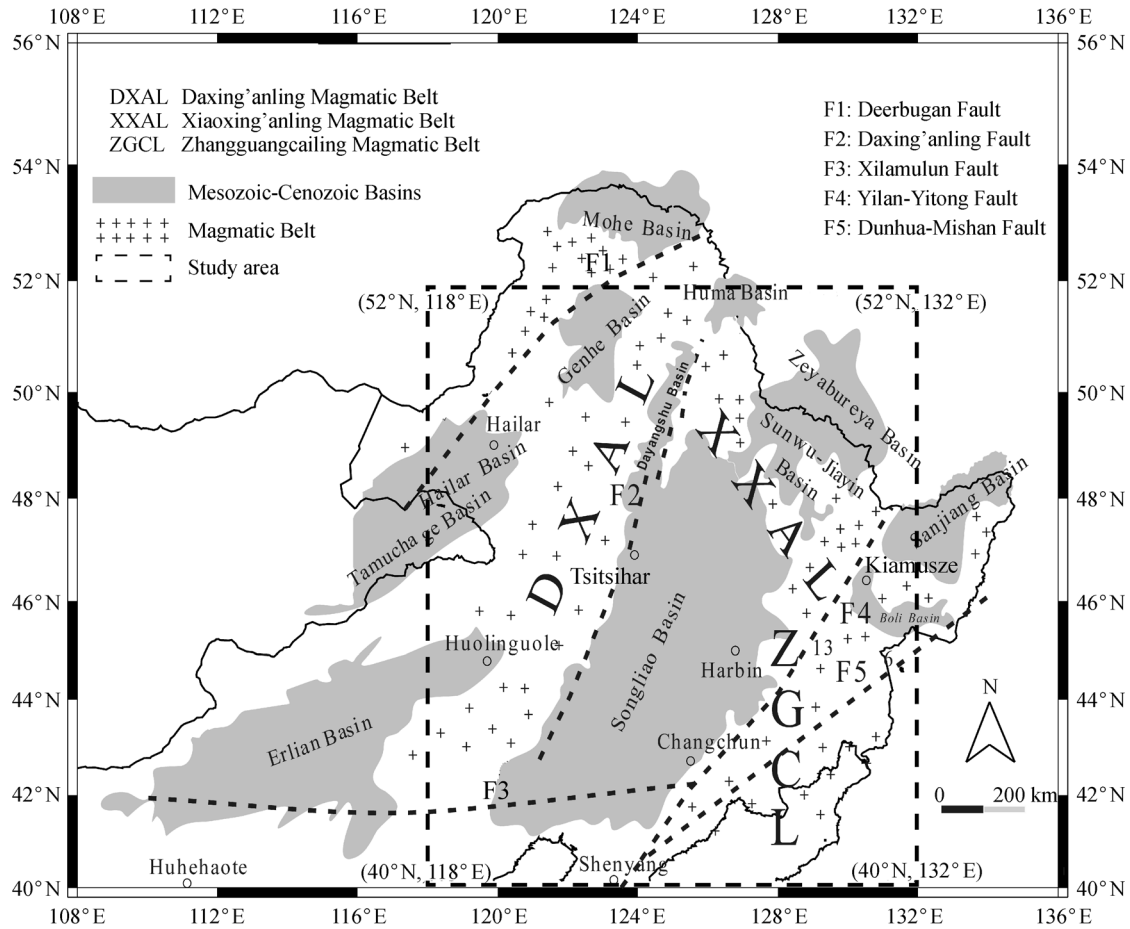 108°E 112°E 116°E 120°E 124°E 128°E 132°E 136°E
56°N 56°N
DXAL Daxing'anling Magmatic Belt
XXAL Xiaoxing'anling Magmatic Belt
ZGCL Zhangguangcailing Magmatic Belt
Mesozoic-Cenozoic Basins
Magmatic Belt
Study area
F1: Deerbugan Fault
F2: Daxing'anling Fault
F3: Xilamulun Fault
F4: Yilan-Yitong Fault
F5: Dunhua-Mishan Fault
54°N 54°N
Mohe Basin
F1
52°N 52°N
(52°N, 118°E) Huma Basin (52°N, 132°E)
Genhe Basin
Zeyabureya Basin
50°N 50°N
Dayangshu Basin
Hailar
Hailar Basin
Sunwu-Jiayin
Basin
Sanjiang Basin
DXAL
XXAL
48°N 48°N
F2
Tamuchage Basin
Tsitsihar
Kiamusze
46°N 46°N
F4 Boli Basin
Huolinguole
Songliao Basin
13
Harbin
F5
6
ZGCL
44°N 44°N
Erlian Basin
Changchun
N
42°N 42°N
F3
0 200 km
Huhehaote
Shenyang
(40°N, 118°E) (40°N, 132°E)
40°N 40°N
108°E 112°E 116°E 120°E 124°E 128°E 132°E 136°E